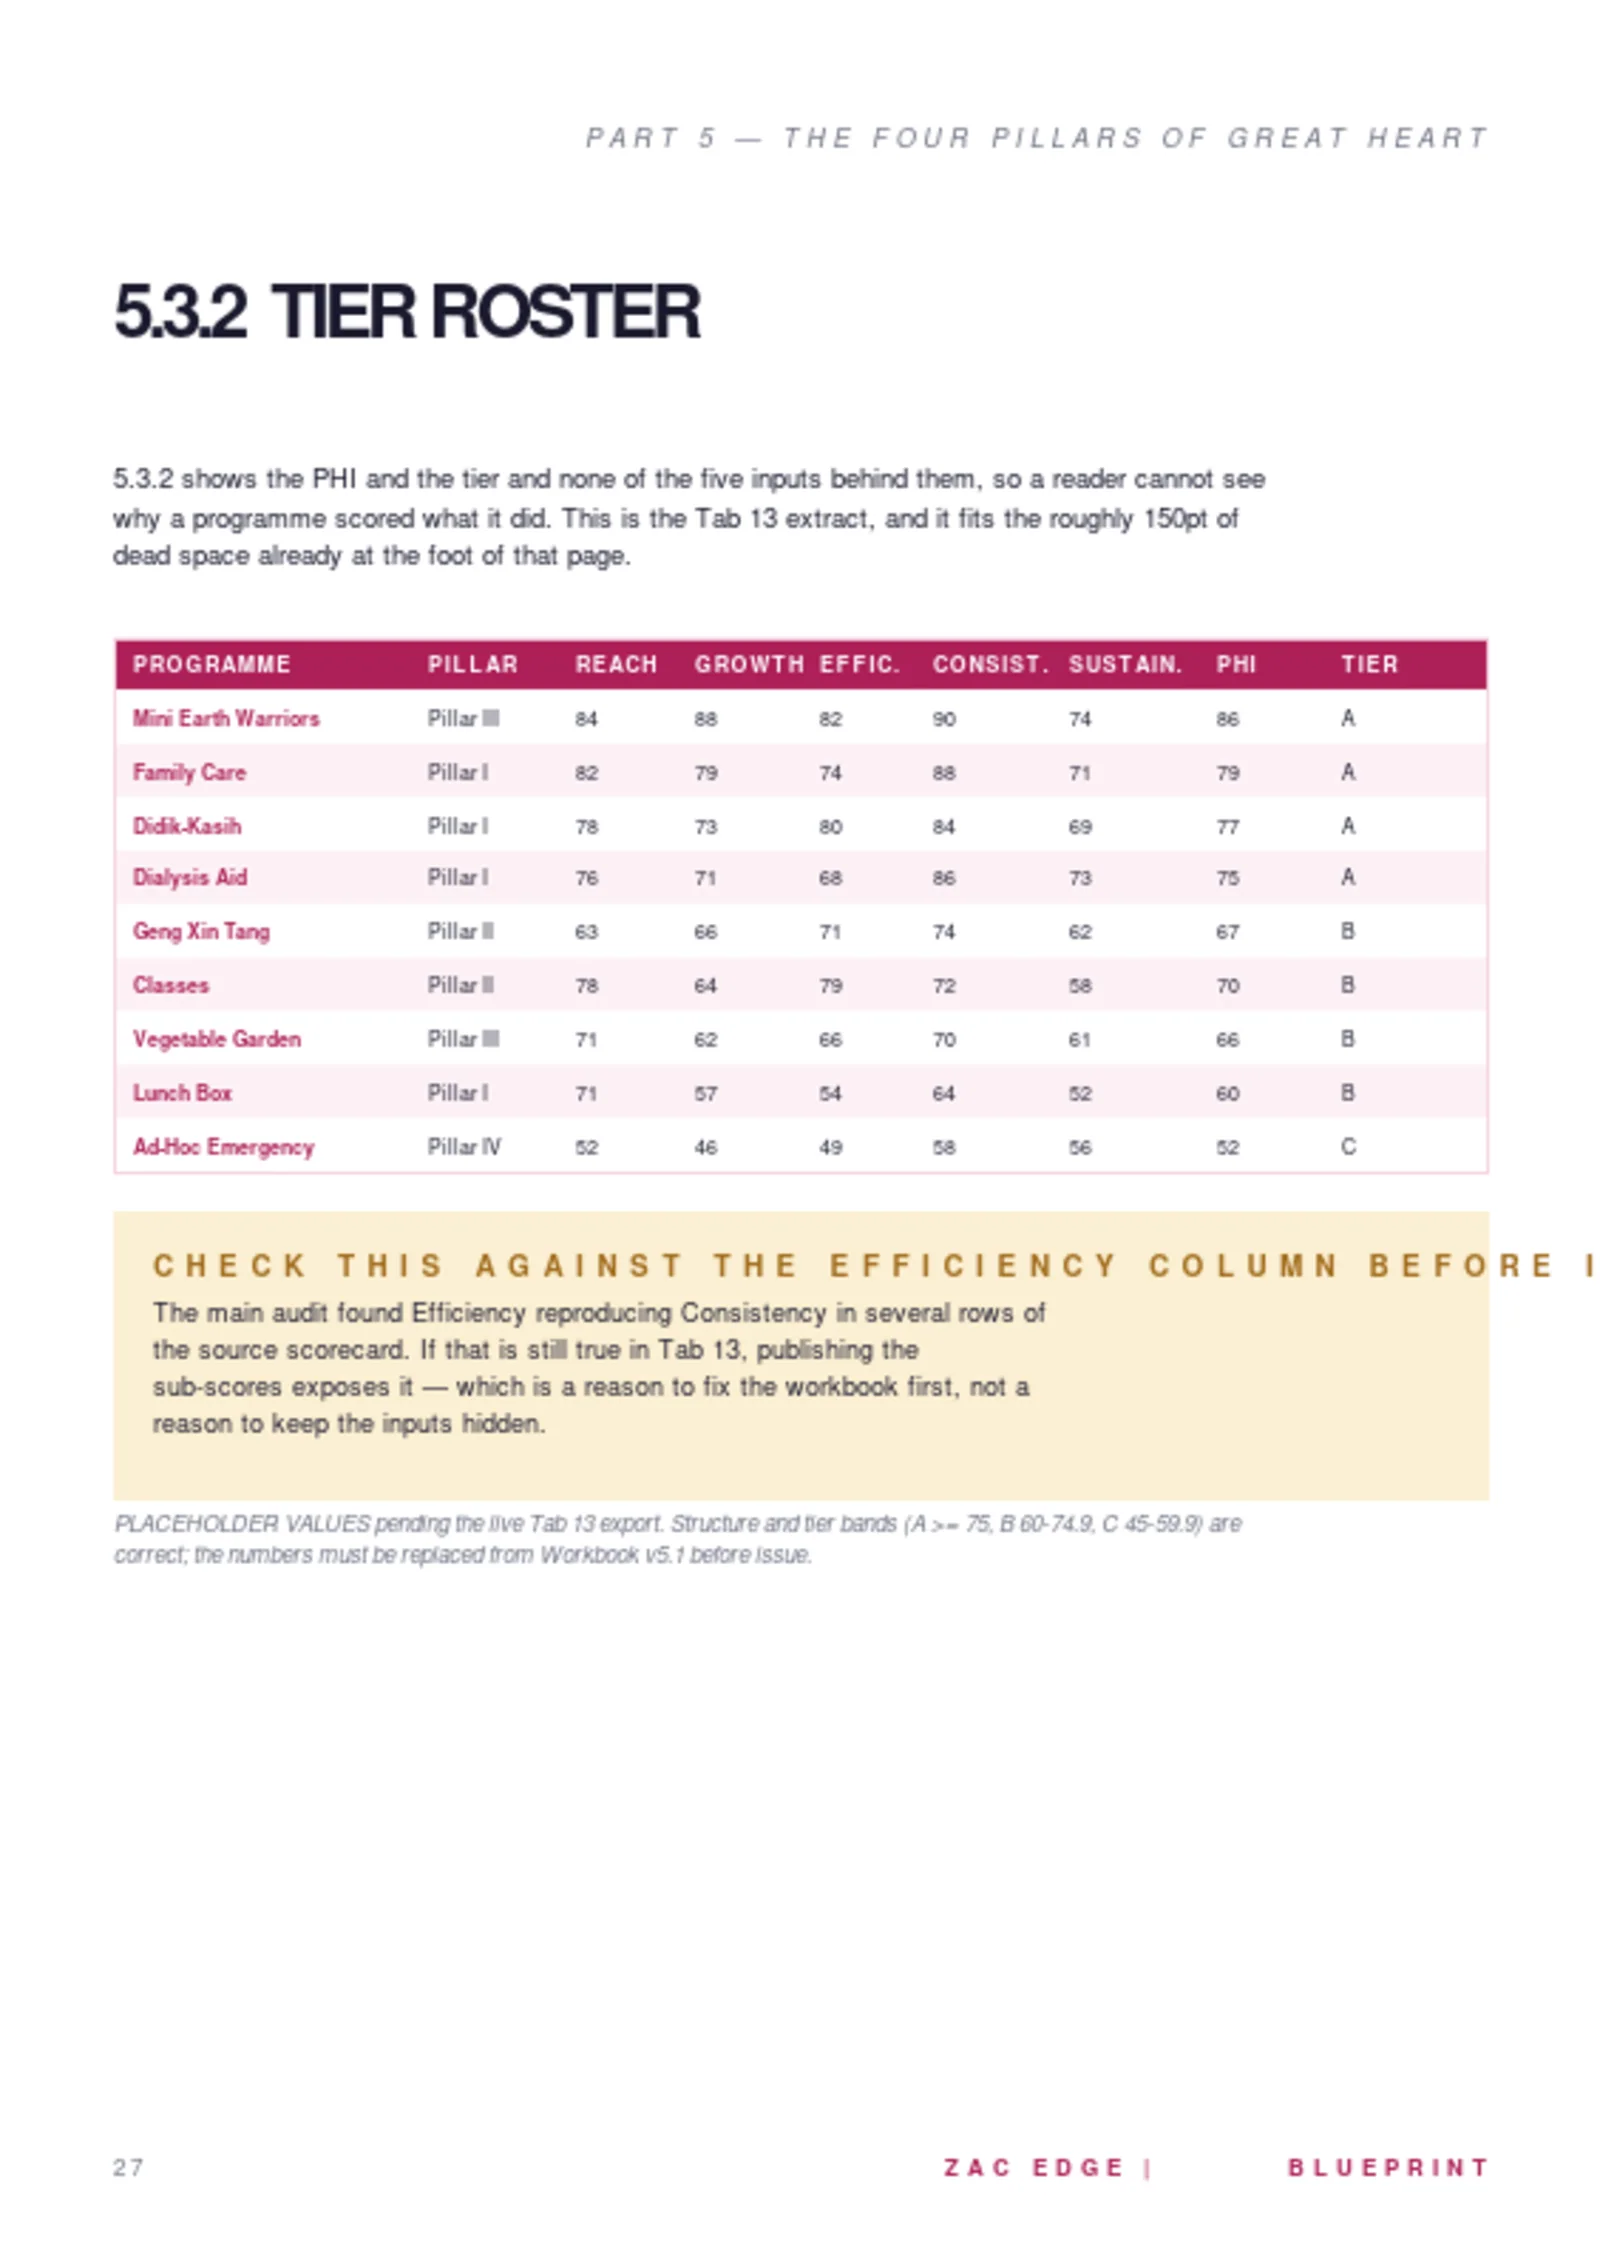 PART 5 — THE FOUR PILLARS OF GREAT HEART
5.3.2 TIER ROSTER
5.3.2 shows the PHI and the tier and none of the five inputs behind them, so a reader cannot see
why a programme scored what it did. This is the Tab 13 extract, and it fits the roughly 150pt of
dead space already at the foot of that page.
PROGRAMME PILLAR REACH GROWTH EFFIC. CONSIST. SUSTAIN. PHI TIER
Mini Earth Warriors Pillar III 84 88 82 90 74 86 A
Family Care Pillar I 82 79 74 88 71 79 A
Didik-Kasih Pillar I 78 73 80 84 69 77 A
Dialysis Aid Pillar I 76 71 68 86 73 75 A
Geng Xin Tang Pillar II 63 66 71 74 62 67 B
Classes Pillar II 78 64 79 72 58 70 B
Vegetable Garden Pillar III 71 62 66 70 61 66 B
Lunch Box Pillar I 71 57 54 64 52 60 B
Ad-Hoc Emergency Pillar IV 52 46 49 58 56 52 C
CHECK THIS AGAINST THE EFFICIENCY COLUMN BEFORE I
The main audit found Efficiency reproducing Consistency in several rows of
the source scorecard. If that is still true in Tab 13, publishing the
sub-scores exposes it — which is a reason to fix the workbook first, not a
reason to keep the inputs hidden.
PLACEHOLDER VALUES pending the live Tab 13 export. Structure and tier bands (A >= 75, B 60-74.9, C 45-59.9) are
correct; the numbers must be replaced from Workbook v5.1 before issue.
27 ZAC EDGE | BLUEPRINT